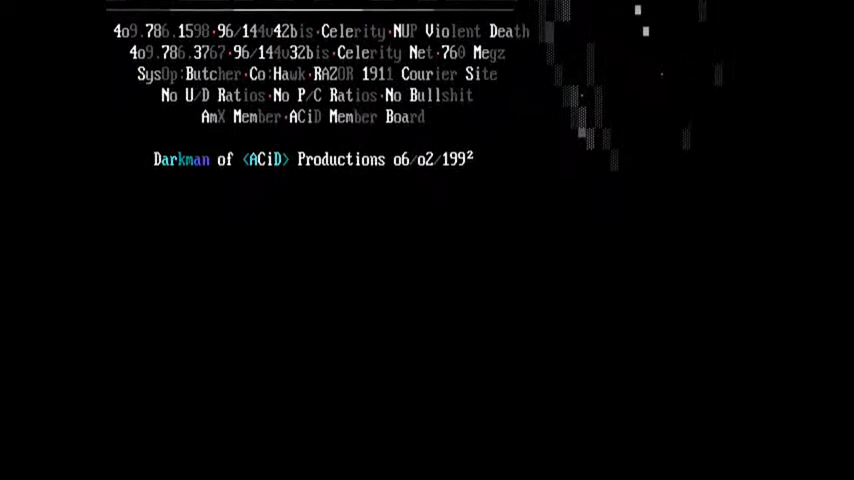 4o9.786.1598·96/144v42bis·Celerity·NUP Violent Death
4o9.786.3767·96/144v32bis·Celerity Net·760 Megz
SysOp:Butcher·Co:Hawk·RAZOR 1911 Courier Site
No U/D Ratios·No P/C Ratios·No Bullshit
AmX Member·ACiD Member Board
Darkman of <ACiD> Productions o6/o2/199²